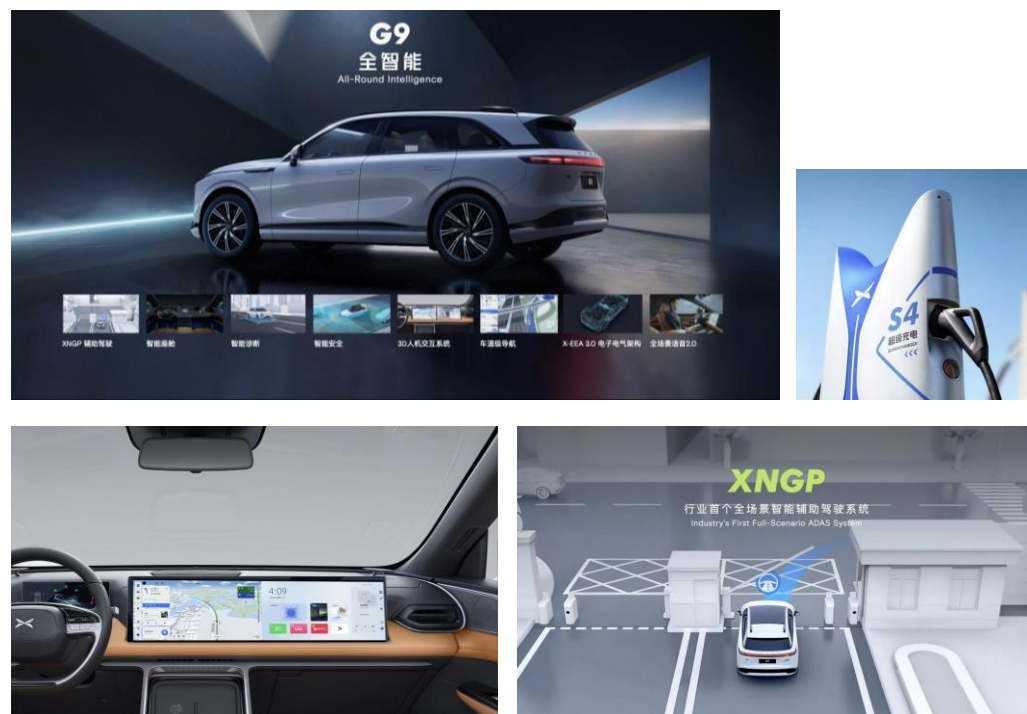 G9
全智能
All-Round Intelligence
XNGP 辅助驾驶
智能座舱
智能诊断
智能安全
3D人机交互系统
车道级导航
X-EEA 3.0 电子电气架构
全场景语音2.0
S4
超级充电
4:09
XNGP
行业首个全场景智能辅助驾驶系统
Industry's First Full-Scenario ADAS System